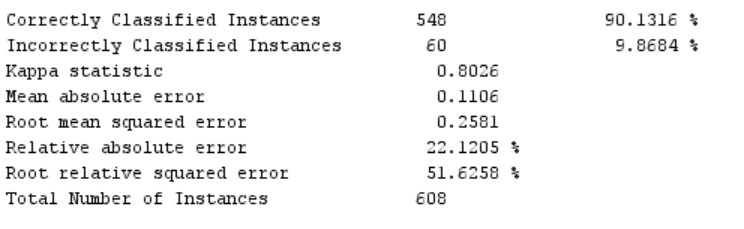 Correctly Classified Instances 548 90.1316 %
Incorrectly Classified Instances 60 9.8684 %
Kappa statistic 0.8026
Mean absolute error 0.1106
Root mean squared error 0.2581
Relative absolute error 22.1205 %
Root relative squared error 51.6258 %
Total Number of Instances 608